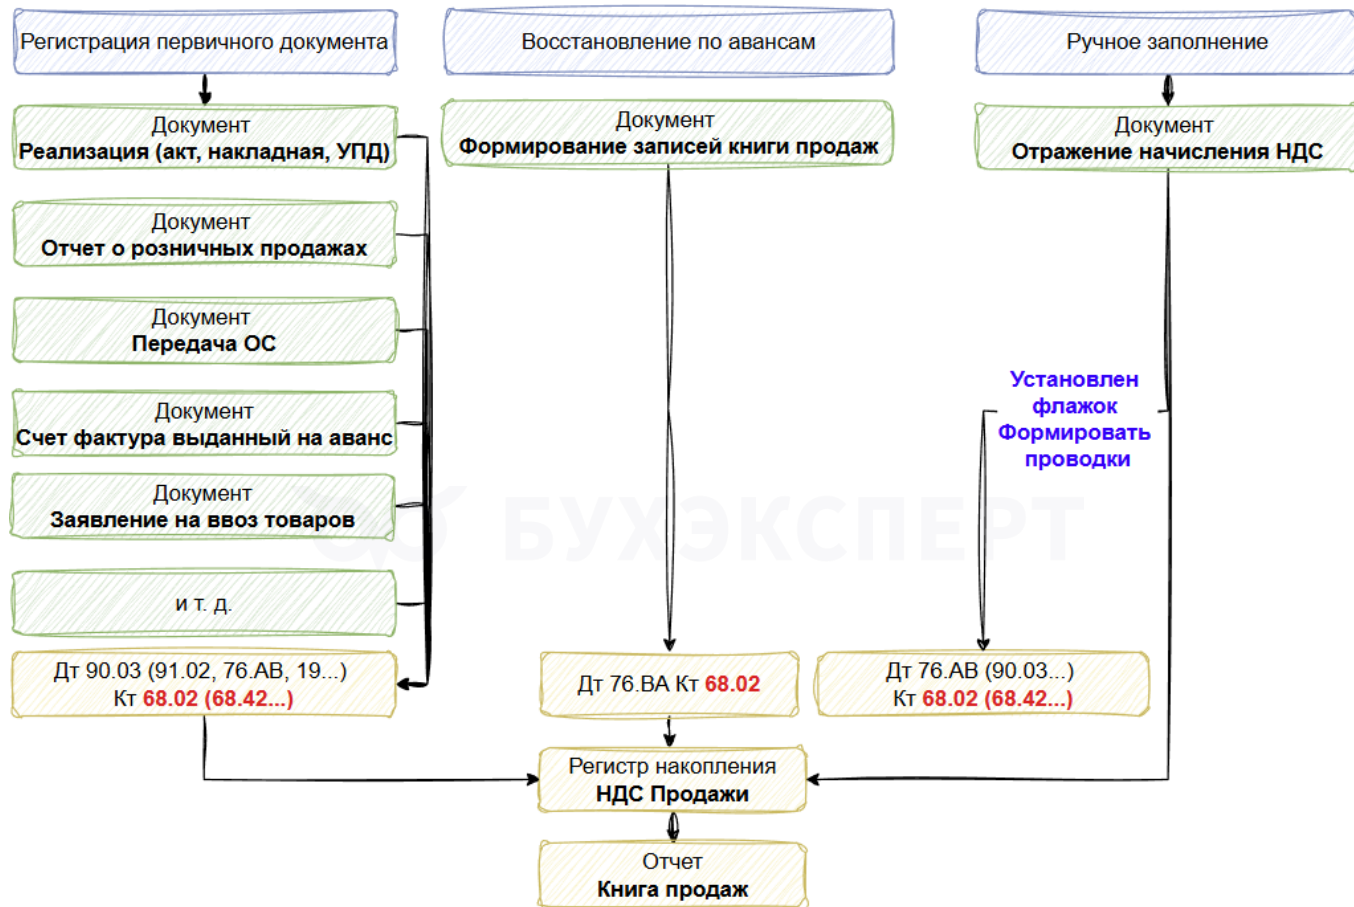 Регистрация первичного документа
Восстановление по авансам
Ручное заполнение
Документ
Реализация (акт, накладная, УПД)
Документ
Формирование записей книги продаж
Документ
Отражение начисления НДС
Документ
Отчет о розничных продажах
Документ
Передача ОС
Документ
Счет фактура выданный на аванс
Документ
Заявление на ввоз товаров
и т. д.
Установлен
флажок
Формировать
проводки
БУХЭКСПЕРТ
Дт 90.03 (91.02, 76.АВ, 19...)
Кт 68.02 (68.42...)
Дт 76.ВА Кт 68.02
Дт 76.АВ (90.03...)
Кт 68.02 (68.42...)
Регистр накопления
НДС Продажи
Отчет
Книга продаж